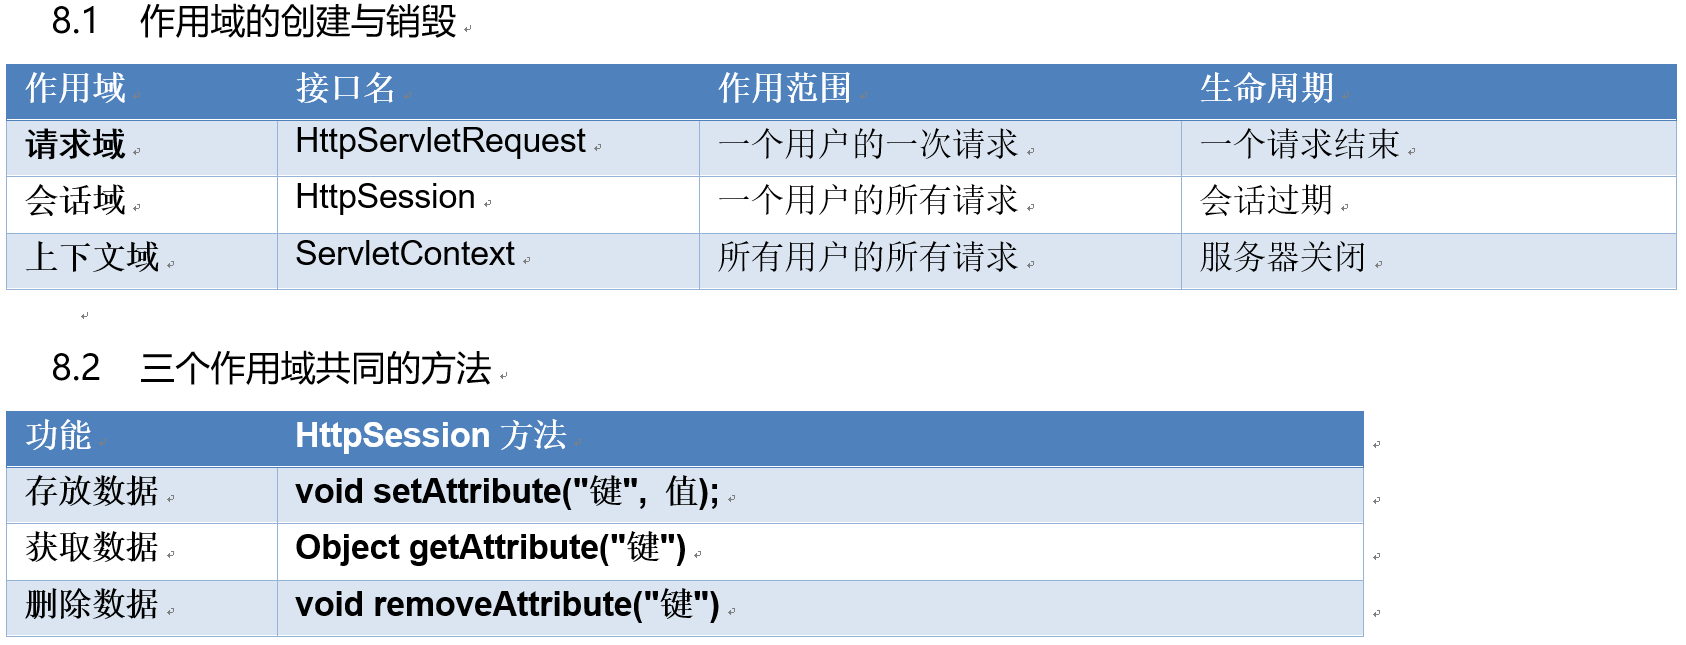 8.1 作用域的创建与销毁
作用域 接口名 作用范围 生命周期
请求域 HttpServletRequest 一个用户的一次请求 一个请求结束
会话域 HttpSession 一个用户的所有请求 会话过期
上下文域 ServletContext 所有用户的所有请求 服务器关闭
8.2 三个作用域共同的方法
功能 HttpSession 方法
存放数据 void setAttribute("键", 值);
获取数据 Object getAttribute("键")
删除数据 void removeAttribute("键")